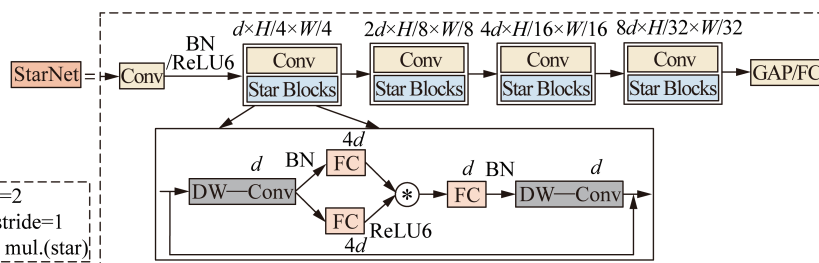 d×H/4×W/4 2d×H/8×W/8 4d×H/16×W/16 8d×H/32×W/32
BN
/ReLU6
StarNet = Conv Conv Conv Conv Conv GAP/FC
Star Blocks Star Blocks Star Blocks Star Blocks
4d
d BN FC d BN d
DW—Conv * FC DW—Conv
FC ReLU6
4d
=2
stride=1
mul.(star)